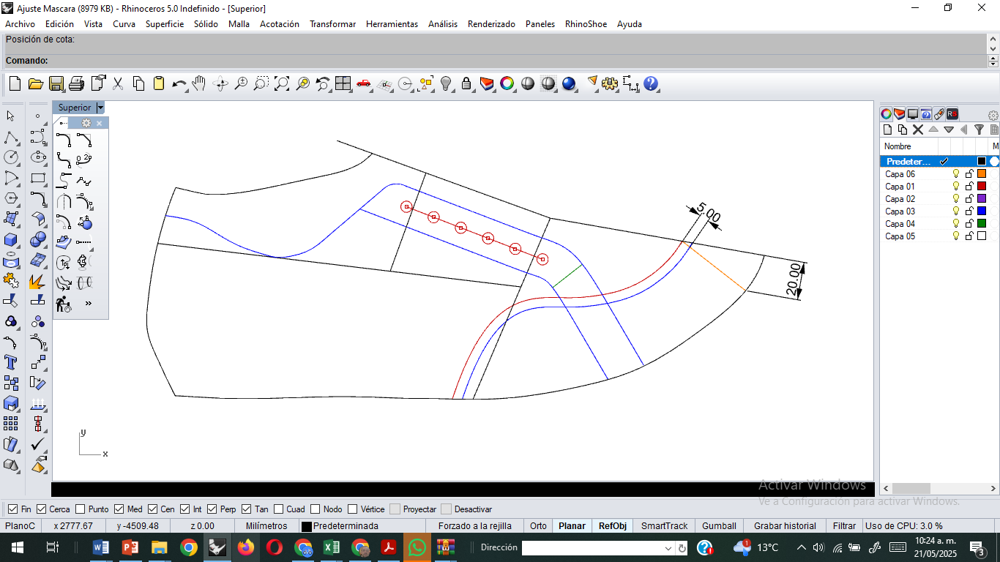 Ajuste Mascara (8979 KB) - Rhinoceros 5.0 Indefinido - [Superior]
Archivo Edición Vista Curva Superficie Sólido Malla Acotación Transformar Herramientas Análisis Renderizado Paneles RhinoShoe Ayuda
Posición de cota:
Comando:
Superior
Nombre M
Predeter...
Capa 06
Capa 01
Capa 02
Capa 03
Capa 04
Capa 05
5.00
20.00
y
x
Activar Windows
Ve a Configuración para activar Windows.
Fin Cerca Punto Med Cen Int Perp Tan Cuad Nodo Vértice Proyectar Desactivar
PlanoC x 2777.67 y -4509.48 z 0.00 Milímetros Predeterminada Forzado a la rejilla Orto Planar RefObj SmartTrack Gumball Grabar historial Filtrar Uso de CPU: 3.0 %
Dirección 13°C 10:24 a. m.
21/05/2025
3